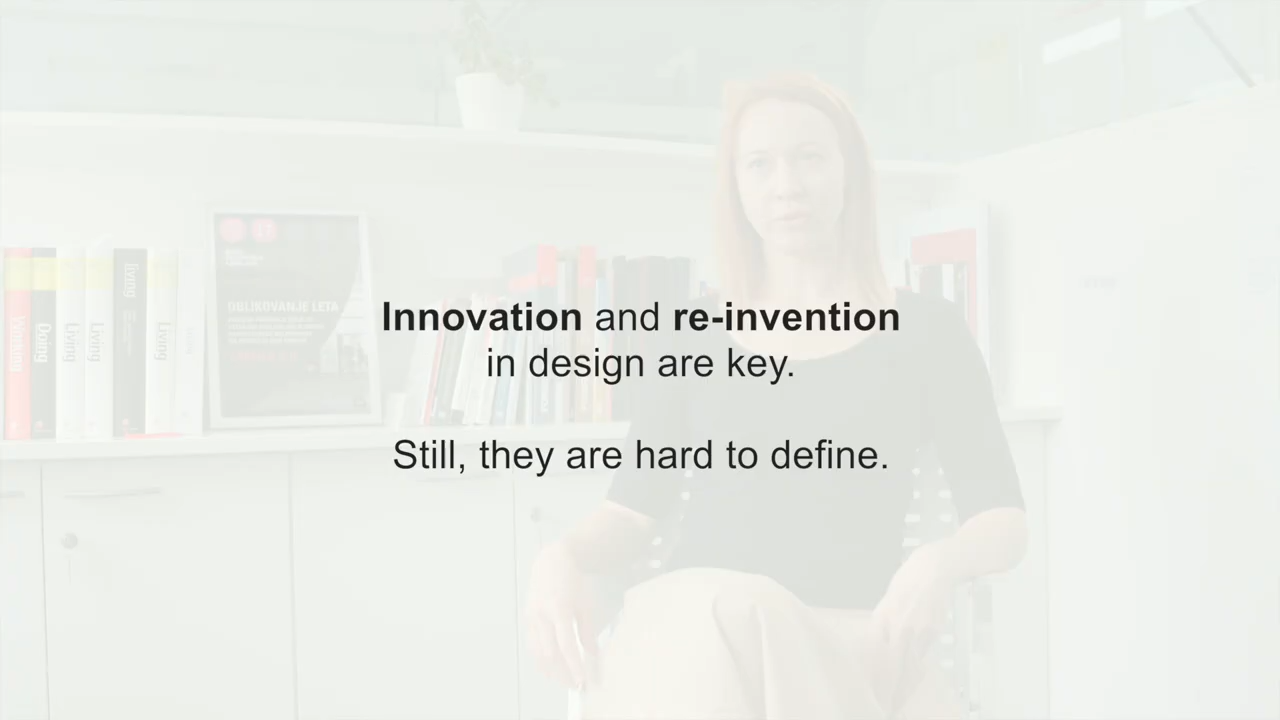 Innovation and re-invention
in design are key.
Still, they are hard to define.
living
Doing
Living
Living
Living
OBLIKOVANJE LETA